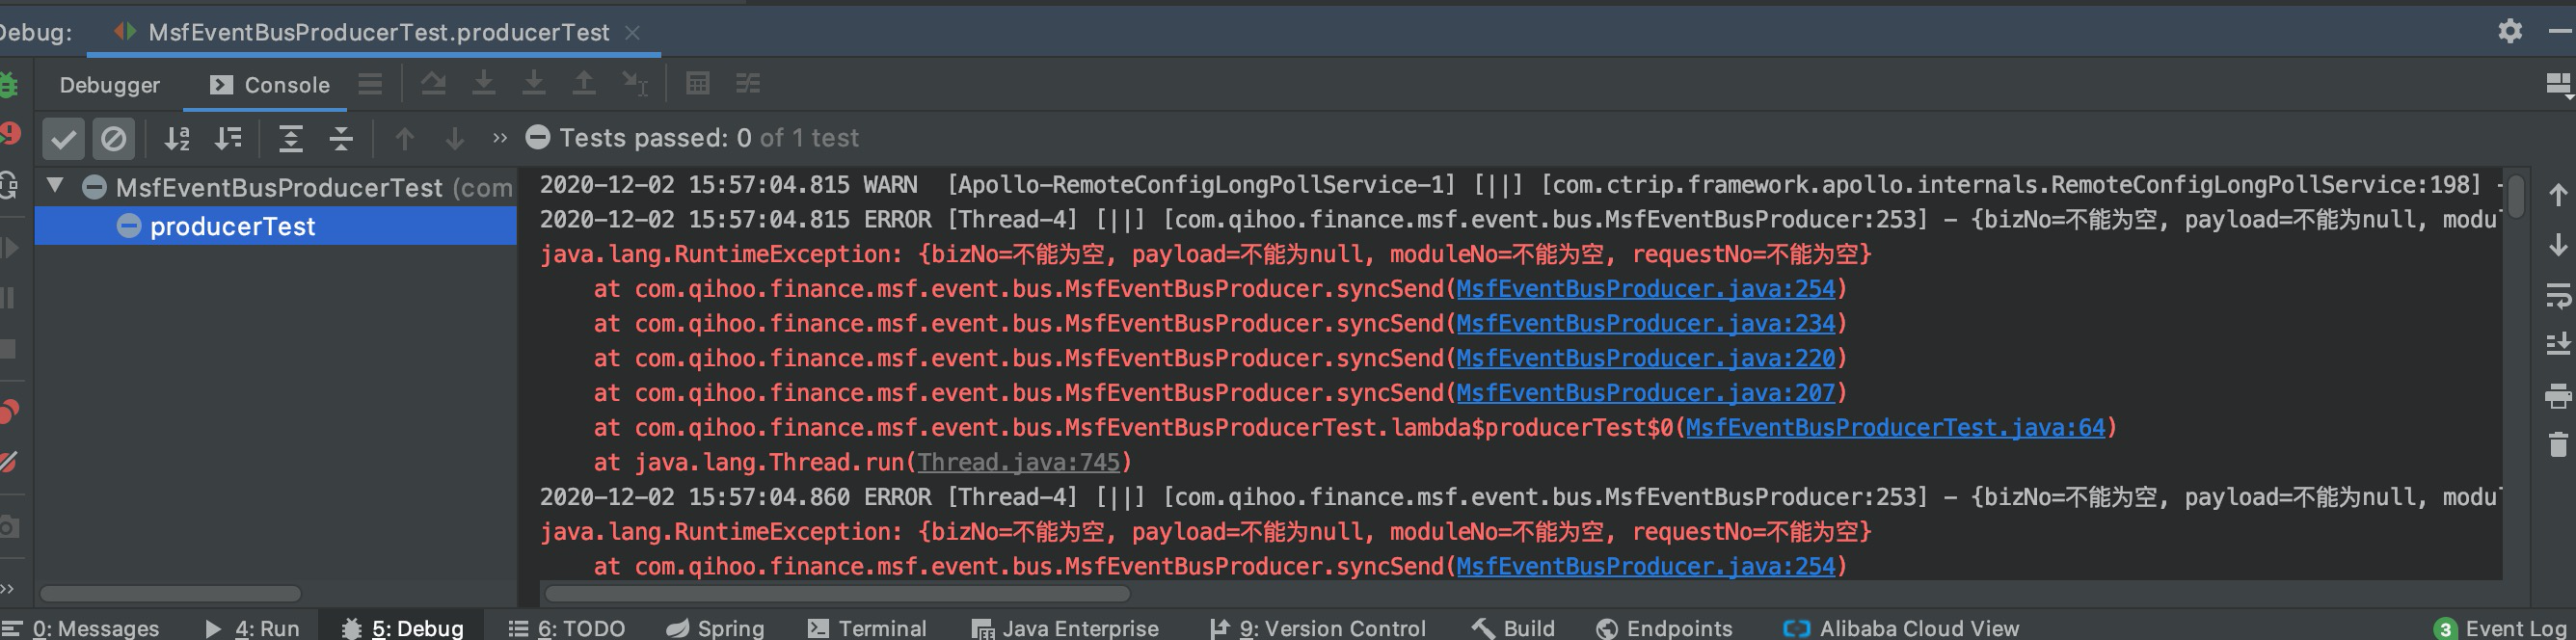 Debug: MsfEventBusProducerTest.producerTest
Debugger Console
Tests passed: 0 of 1 test
MsfEventBusProducerTest (com
producerTest
2020-12-02 15:57:04.815 WARN [Apollo-RemoteConfigLongPollService-1] [||] [com.ctrip.framework.apollo.internals.RemoteConfigLongPollService:198] -
2020-12-02 15:57:04.815 ERROR [Thread-4] [||] [com.qihoo.finance.msf.event.bus.MsfEventBusProducer:253] - {bizNo=不能为空, payload=不能为null, modul
java.lang.RuntimeException: {bizNo=不能为空, payload=不能为null, moduleNo=不能为空, requestNo=不能为空}
at com.qihoo.finance.msf.event.bus.MsfEventBusProducer.syncSend(MsfEventBusProducer.java:254)
at com.qihoo.finance.msf.event.bus.MsfEventBusProducer.syncSend(MsfEventBusProducer.java:234)
at com.qihoo.finance.msf.event.bus.MsfEventBusProducer.syncSend(MsfEventBusProducer.java:220)
at com.qihoo.finance.msf.event.bus.MsfEventBusProducer.syncSend(MsfEventBusProducer.java:207)
at com.qihoo.finance.msf.event.bus.MsfEventBusProducerTest.lambda$producerTest$0(MsfEventBusProducerTest.java:64)
at java.lang.Thread.run(Thread.java:745)
2020-12-02 15:57:04.860 ERROR [Thread-4] [||] [com.qihoo.finance.msf.event.bus.MsfEventBusProducer:253] - {bizNo=不能为空, payload=不能为null, modul
java.lang.RuntimeException: {bizNo=不能为空, payload=不能为null, moduleNo=不能为空, requestNo=不能为空}
at com.qihoo.finance.msf.event.bus.MsfEventBusProducer.syncSend(MsfEventBusProducer.java:254)
0: Messages 4: Run 5: Debug 6: TODO Spring Terminal Java Enterprise 9: Version Control Build Endpoints Alibaba Cloud View 3 Event Log